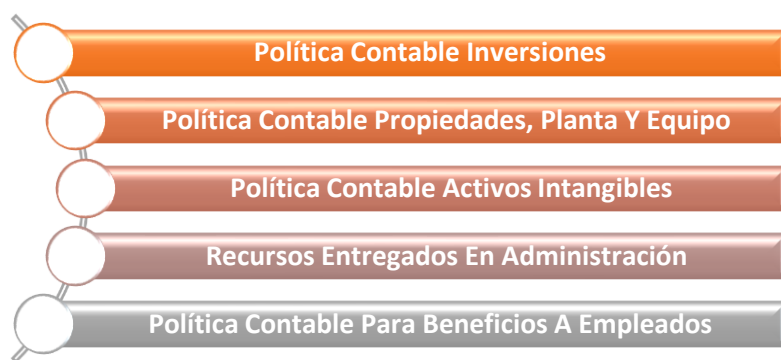 Política Contable Inversiones
Política Contable Propiedades, Planta Y Equipo
Política Contable Activos Intangibles
Recursos Entregados En Administración
Política Contable Para Beneficios A Empleados